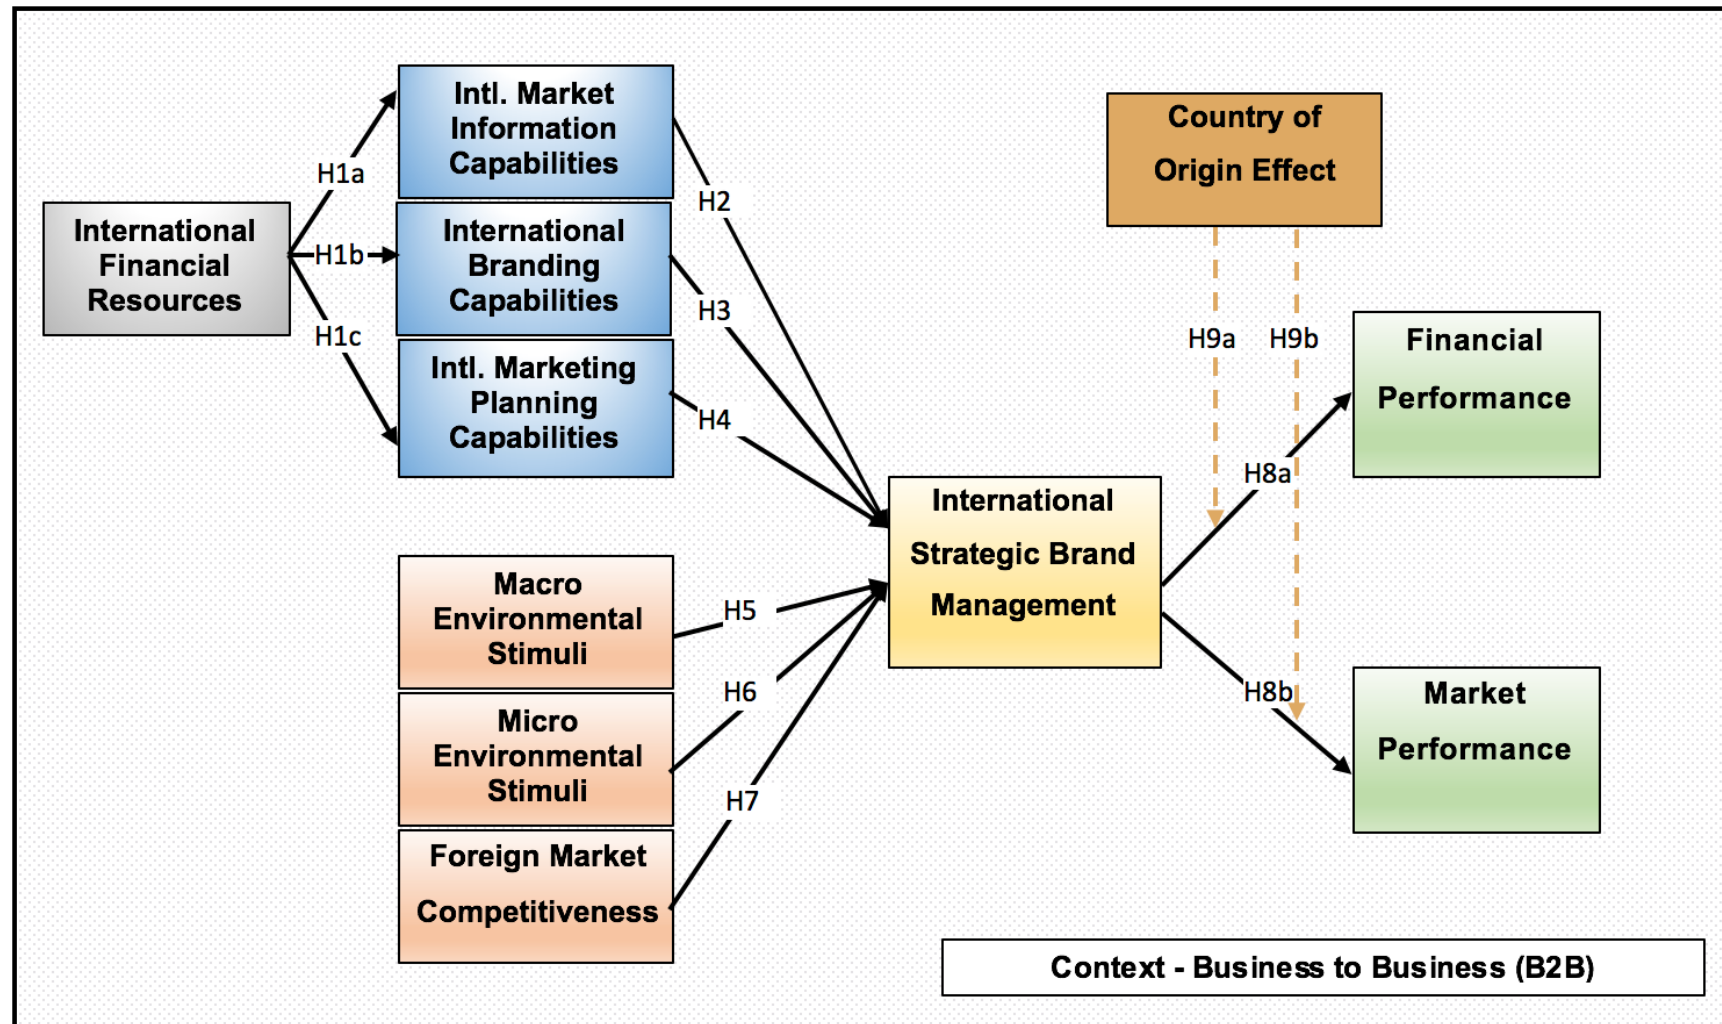 Intl. Market
Information
Capabilities
H1a
International
Financial
Resources
H1b
International
Branding
Capabilities
H1c
Intl. Marketing
Planning
Capabilities
H2
H3
H4
Macro
Environmental
Stimuli
H5
Micro
Environmental
Stimuli
H6
Foreign Market
Competitiveness
H7
International
Strategic Brand
Management
Country of
Origin Effect
H9a
H9b
H8a
H8b
Financial
Performance
Market
Performance
Context - Business to Business (B2B)